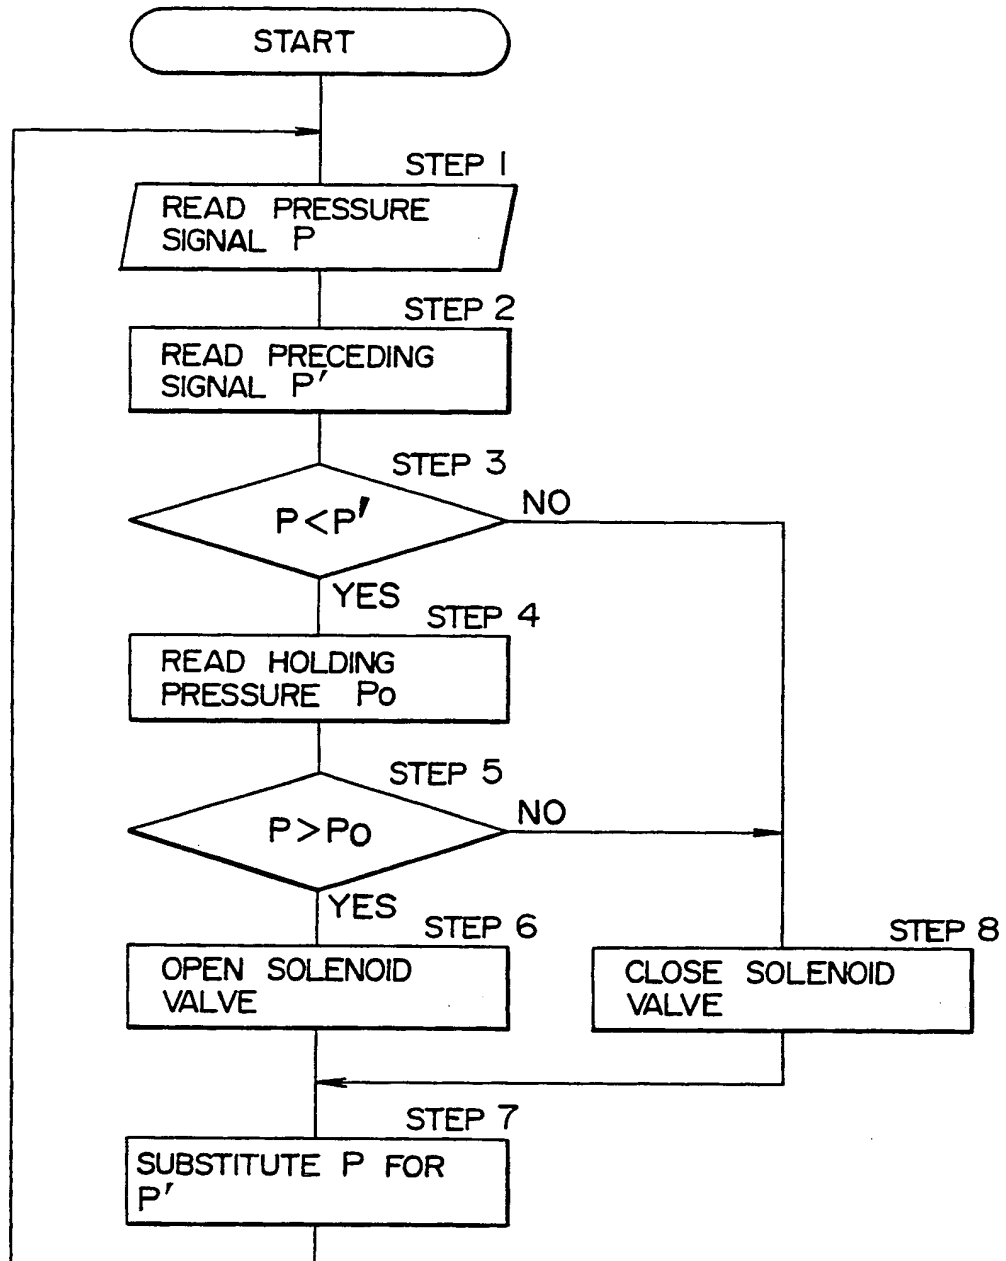 START
STEP 1
READ PRESSURE
SIGNAL P
STEP 2
READ PRECEDING
SIGNAL P'
STEP 3
P<P'
NO
YES
STEP 4
READ HOLDING
PRESSURE Po
STEP 5
P>Po
NO
YES
STEP 6
OPEN SOLENOID
VALVE
STEP 8
CLOSE SOLENOID
VALVE
STEP 7
SUBSTITUTE P FOR
P'